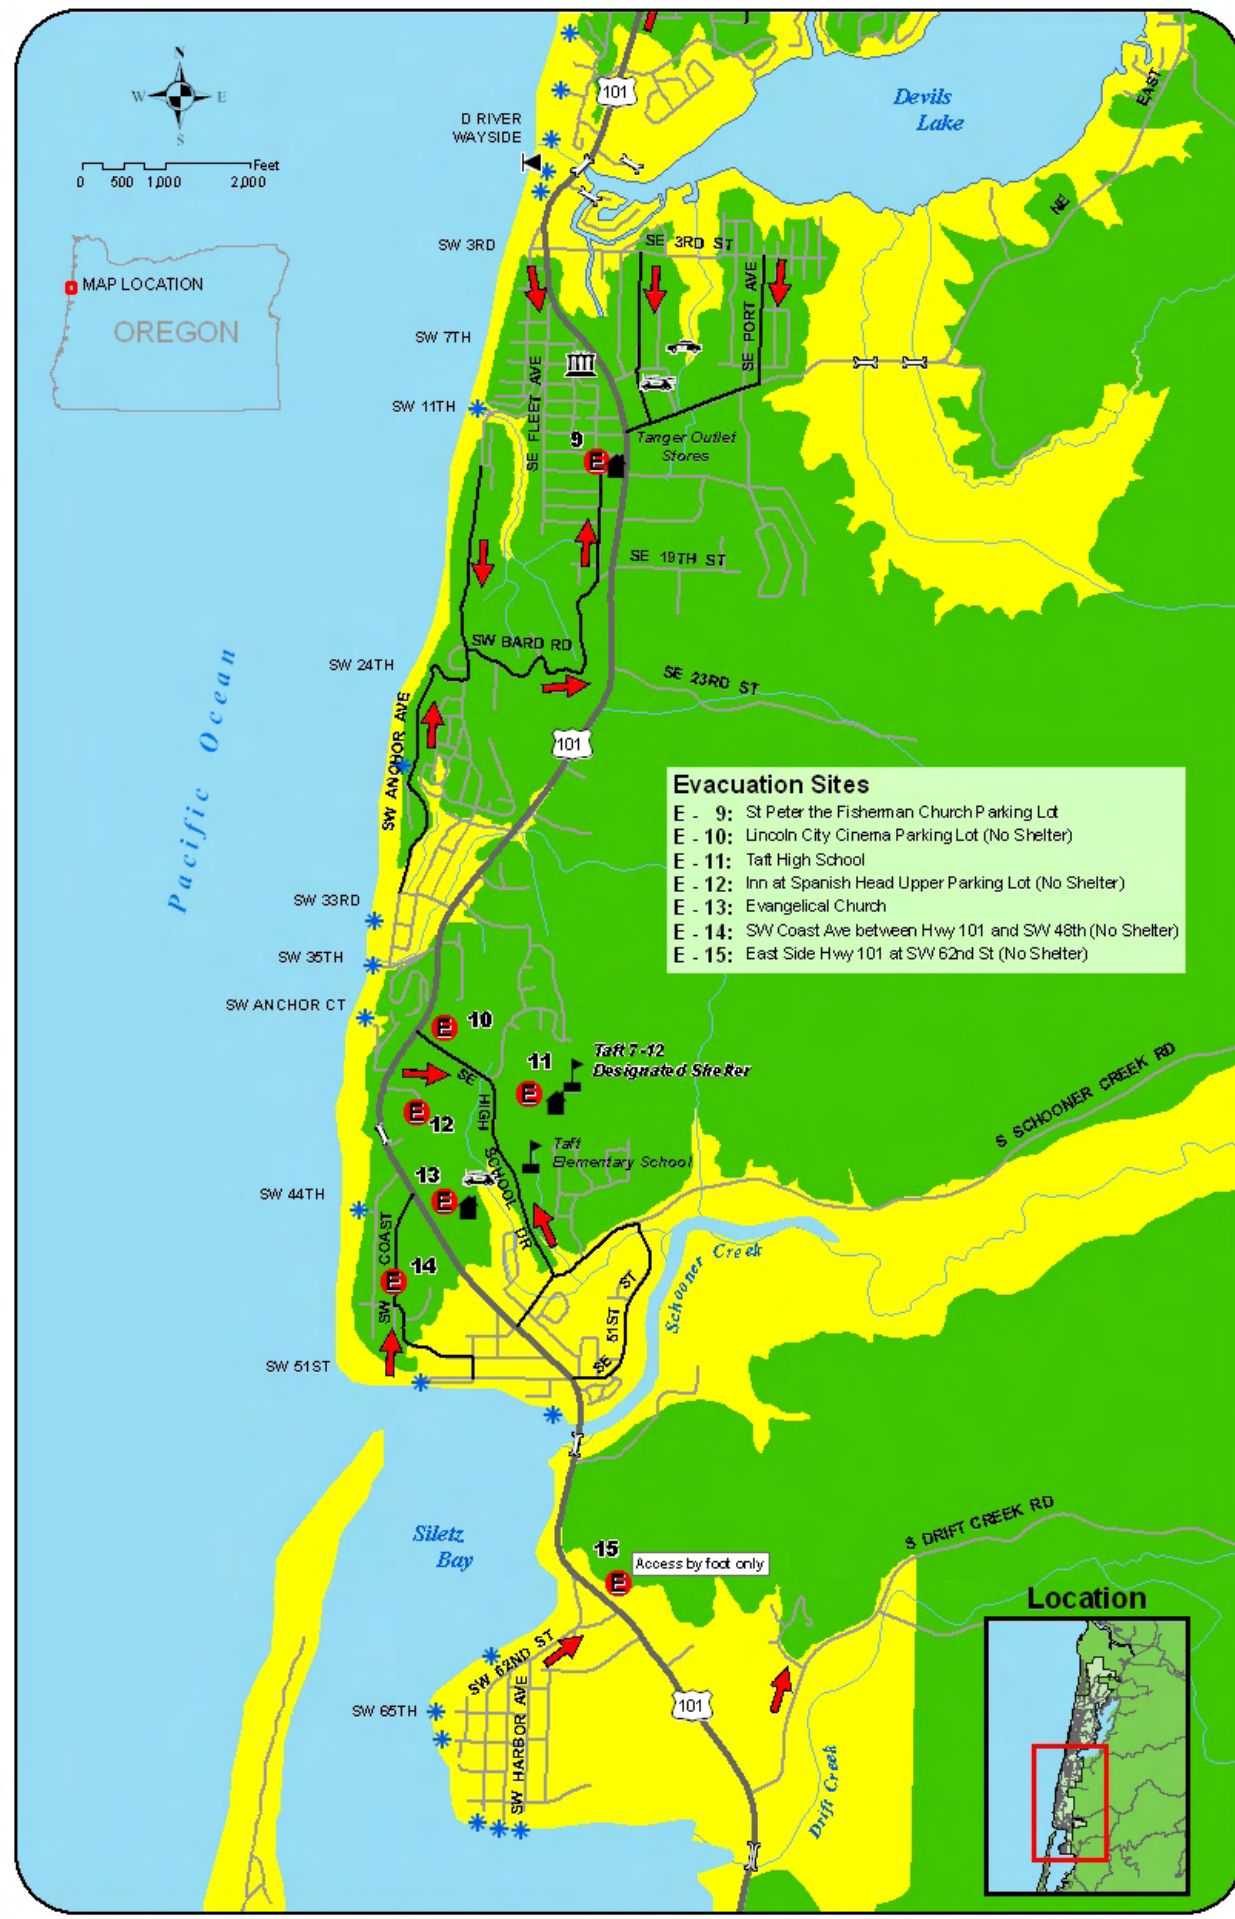 N
W
E
S
Feet
0 500 1,000 2,000
MAP LOCATION
OREGON
D RIVER
WAYSIDE
101
Devils
Lake
EAST
NE
SW 3RD
SE 3RD ST
SW 7TH
SE PORT AVE
SE FLEET AVE
SW 11TH
9
E
Tanger Outlet
Stores
SE 19TH ST
SW BARD RD
SW 24TH
SE 23RD ST
SW ANCHOR AVE
101
Pacific Ocean
Evacuation Sites
E - 9: St Peter the Fisherman Church Parking Lot
E - 10: Lincoln City Cinema Parking Lot (No Shelter)
E - 11: Taft High School
E - 12: Inn at Spanish Head Upper Parking Lot (No Shelter)
E - 13: Evangelical Church
E - 14: SW Coast Ave between Hwy 101 and SW 48th (No Shelter)
E - 15: East Side Hwy 101 at SW 62nd St (No Shelter)
SW 33RD
SW 35TH
SW ANCHOR CT
E 10
11
E
Taft 7-12
Designated Shelter
SE HIGH SCHOOL DR
E
12
Taft
Elementary School
S SCHOONER CREEK RD
13
E
SW 44TH
SW COAST
14
E
Schooner Creek
SE 51ST ST
SW 51ST
Siletz
Bay
15
E
Access by foot only
S DRIFT CREEK RD
Location
SW 62ND ST
SW 65TH
SW HARBOR AVE
101
Drift Creek